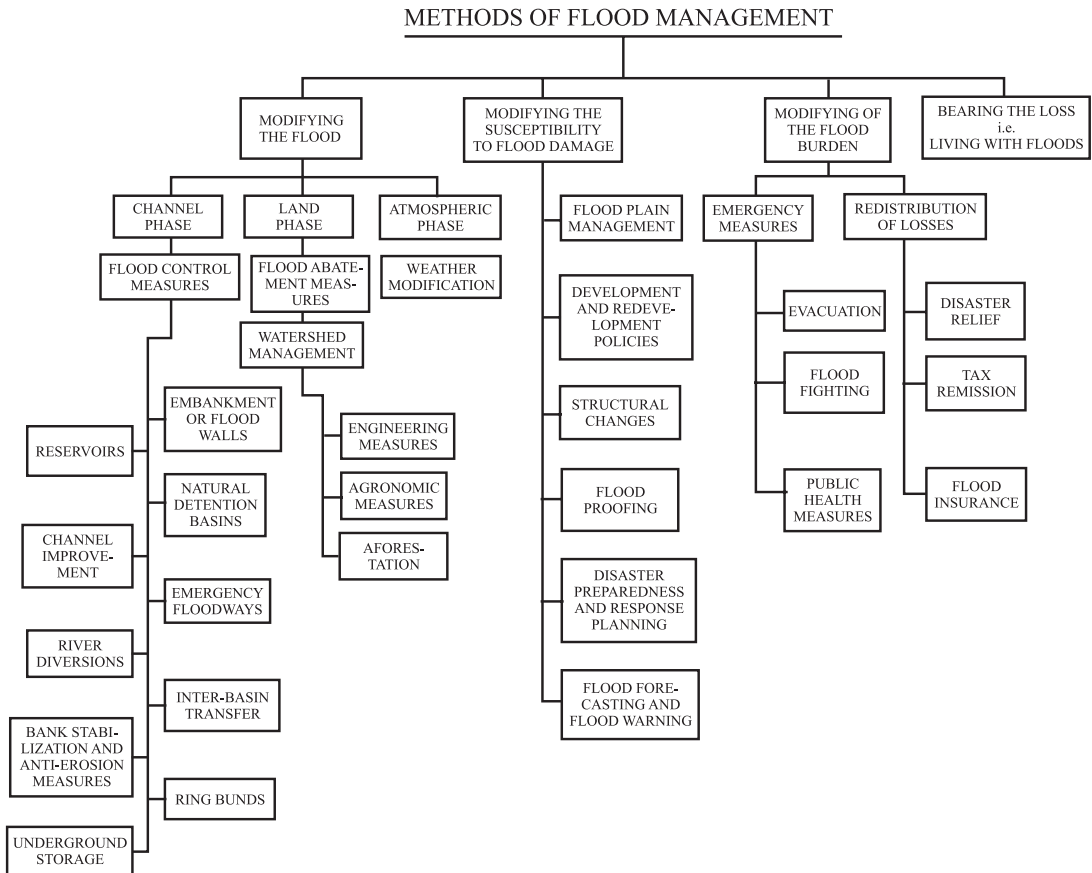 METHODS OF FLOOD MANAGEMENT
MODIFYING
THE FLOOD
MODIFYING THE
SUSCEPTIBILITY
TO FLOOD DAMAGE
MODIFYING OF
THE FLOOD
BURDEN
BEARING THE LOSS
i.e.
LIVING WITH FLOODS
CHANNEL
PHASE
LAND
PHASE
ATMOSPHERIC
PHASE
FLOOD CONTROL
MEASURES
FLOOD ABATE-
MENT MEAS-
URES
WEATHER
MODIFICATION
WATERSHED
MANAGEMENT
EMBANKMENT
OR FLOOD
WALLS
RESERVOIRS
NATURAL
DETENTION
BASINS
CHANNEL
IMPROVE-
MENT
EMERGENCY
FLOODWAYS
RIVER
DIVERSIONS
INTER-BASIN
TRANSFER
BANK STABI-
LIZATION AND
ANTI-EROSION
MEASURES
RING BUNDS
UNDERGROUND
STORAGE
ENGINEERING
MEASURES
AGRONOMIC
MEASURES
AFORES-
TATION
FLOOD PLAIN
MANAGEMENT
DEVELOPMENT
AND REDEVE-
LOPMENT
POLICIES
STRUCTURAL
CHANGES
FLOOD
PROOFING
DISASTER
PREPAREDNESS
AND RESPONSE
PLANNING
FLOOD FORE-
CASTING AND
FLOOD WARNING
EMERGENCY
MEASURES
REDISTRIBUTION
OF LOSSES
EVACUATION
FLOOD
FIGHTING
PUBLIC
HEALTH
MEASURES
DISASTER
RELIEF
TAX
REMISSION
FLOOD
INSURANCE